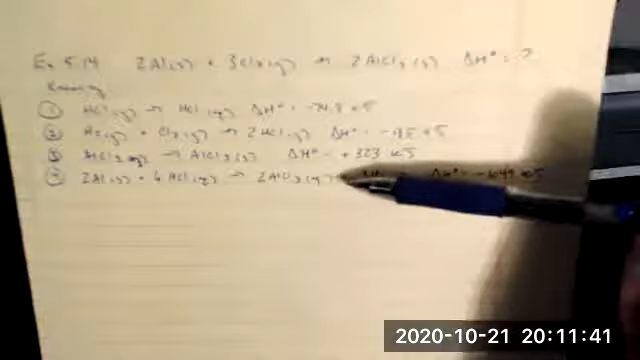 Ex 5.14 2Al(s) + 3Cl₂(g) → 2AlCl₃(s) ΔH° = ?
Knowing
① HCl(g) → HCl(aq) ΔH° = -74.8 kJ
② H₂(g) + Cl₂(g) → 2HCl(g) ΔH° = -185 kJ
③ AlCl₃(aq) → AlCl₃(s) ΔH° = +323 kJ
④ 2Al(s) + 6HCl(aq) → 2AlCl₃(aq) ΔH° = -1049 kJ
2020-10-21 20:11:41